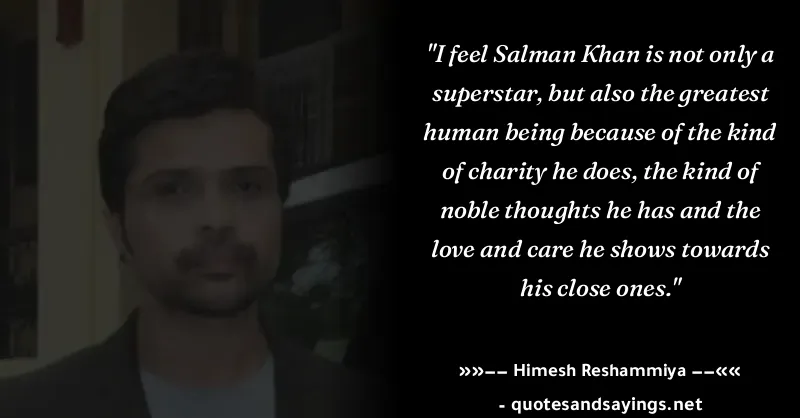 "I feel Salman Khan is not only a
superstar, but also the greatest
human being because of the kind
of charity he does, the kind of
noble thoughts he has and the
love and care he shows towards
his close ones."
»»−− Himesh Reshammiya −−««
- quotesandsayings.net